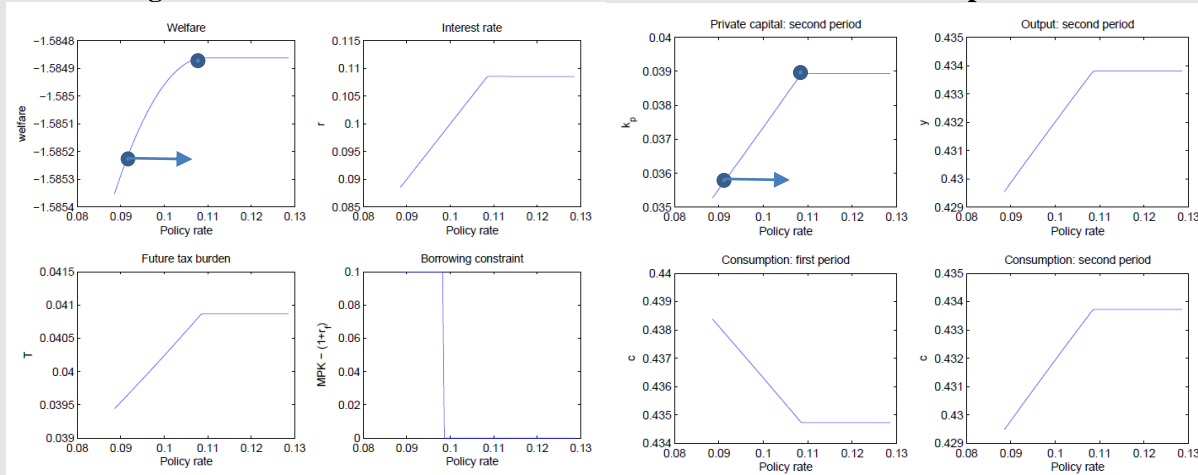 Welfare
−1.5848
−1.5849
−1.585
−1.5851
−1.5852
−1.5853
−1.5854
welfare
0.08 0.09 0.1 0.11 0.12 0.13
Policy rate
Interest rate
0.115
0.11
0.105
0.1
0.095
0.09
0.085
r
0.08 0.09 0.1 0.11 0.12 0.13
Policy rate
Private capital: second period
0.04
0.039
0.038
0.037
0.036
0.035
k_p
0.08 0.09 0.1 0.11 0.12 0.13
Policy rate
Output: second period
0.435
0.434
0.433
0.432
0.431
0.43
0.429
y
0.08 0.09 0.1 0.11 0.12 0.13
Policy rate
Future tax burden
0.0415
0.041
0.0405
0.04
0.0395
0.039
T
0.08 0.09 0.1 0.11 0.12 0.13
Policy rate
Borrowing constraint
0.1
0.08
0.06
0.04
0.02
0
MPK − (1+r_f)
0.08 0.09 0.1 0.11 0.12 0.13
Policy rate
Consumption: first period
0.44
0.439
0.438
0.437
0.436
0.435
0.434
c
0.08 0.09 0.1 0.11 0.12 0.13
Policy rate
Consumption: second period
0.435
0.434
0.433
0.432
0.431
0.43
0.429
c
0.08 0.09 0.1 0.11 0.12 0.13
Policy rate